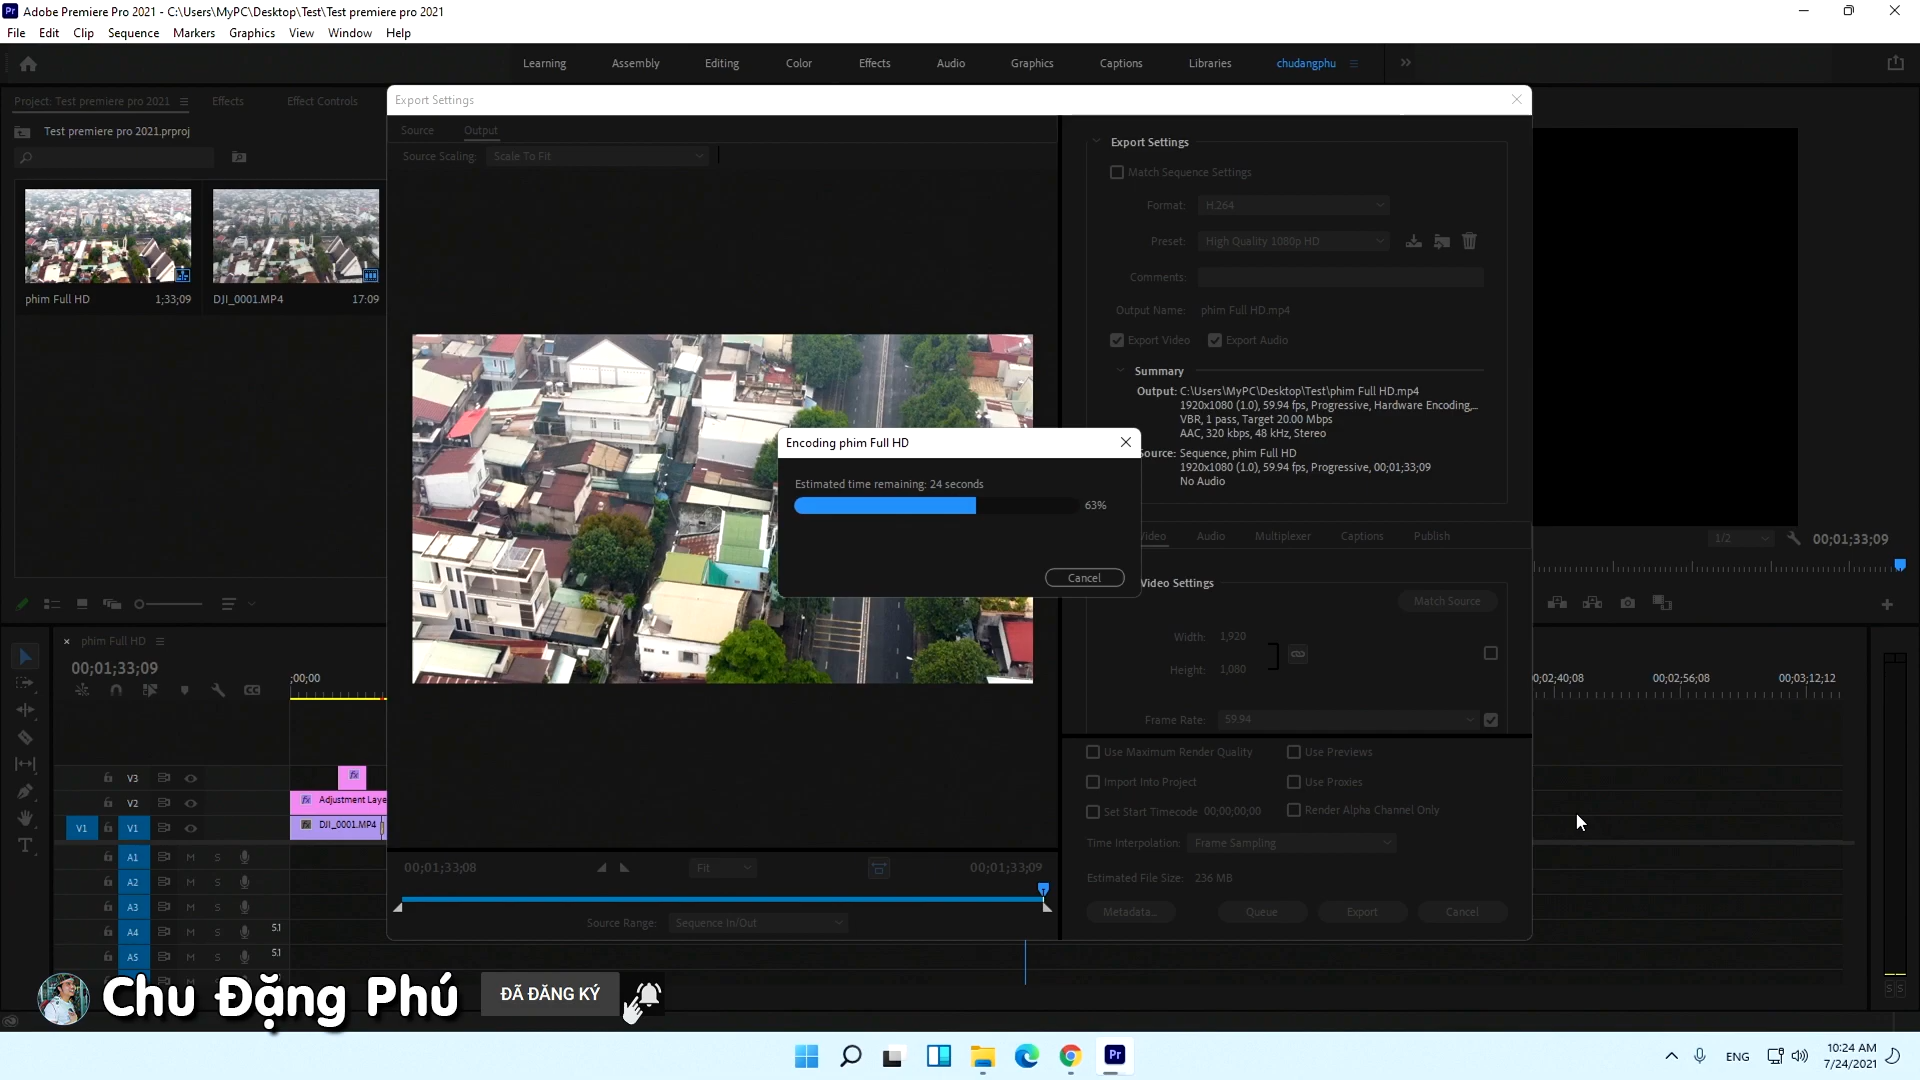 Pr Adobe Premiere Pro 2021 - C:\Users\MyPC\Desktop\Test\Test premiere pro 2021
File Edit Clip Sequence Markers Graphics View Window Help
Learning Assembly Editing Color Effects Audio Graphics Captions Libraries chudangphu
Project: Test premiere pro 2021 Effects Effect Controls
Test premiere pro 2021.prproj
phim Full HD 1;33;09 DJI_0001.MP4 17:09
Export Settings
Source Output
Source Scaling: Scale To Fit
Export Settings
Match Sequence Settings
Format: H.264
Preset: High Quality 1080p HD
Comments:
Output Name: phim Full HD.mp4
Export Video Export Audio
Summary
Output: C:\Users\MyPC\Desktop\Test\phim Full HD.mp4
1920x1080 (1.0), 59.94 fps, Progressive, Hardware Encoding,...
VBR, 1 pass, Target 20.00 Mbps
AAC, 320 kbps, 48 kHz, Stereo
ource: Sequence, phim Full HD
1920x1080 (1.0), 59.94 fps, Progressive, 00;01;33;09
No Audio
Encoding phim Full HD
Estimated time remaining: 24 seconds
63%
Cancel
Video Audio Multiplexer Captions Publish
Video Settings
Match Source
Width: 1,920
Height: 1,080
Frame Rate: 59.94
Use Maximum Render Quality Use Previews
Import Into Project Use Proxies
Set Start Timecode 00;00;00;00 Render Alpha Channel Only
Time Interpolation: Frame Sampling
Estimated File Size: 236 MB
Metadata... Queue Export Cancel
00;01;33;08 Fit 00;01;33;09
Source Range: Sequence In/Out
1/2 00;01;33;09
phim Full HD
00;01;33;09
;00;00
0;02;40;08 00;02;56;08 00;03;12;12
V3
V2 Adjustment Laye
V1 V1 DJI_0001.MP4
A1 M S
A2 M S
A3 M S
A4 M S 5.1
A5 M S 5.1
S S
Chu Đặng Phú ĐÃ ĐĂNG KÝ
Pr ENG 10:24 AM
7/24/2021